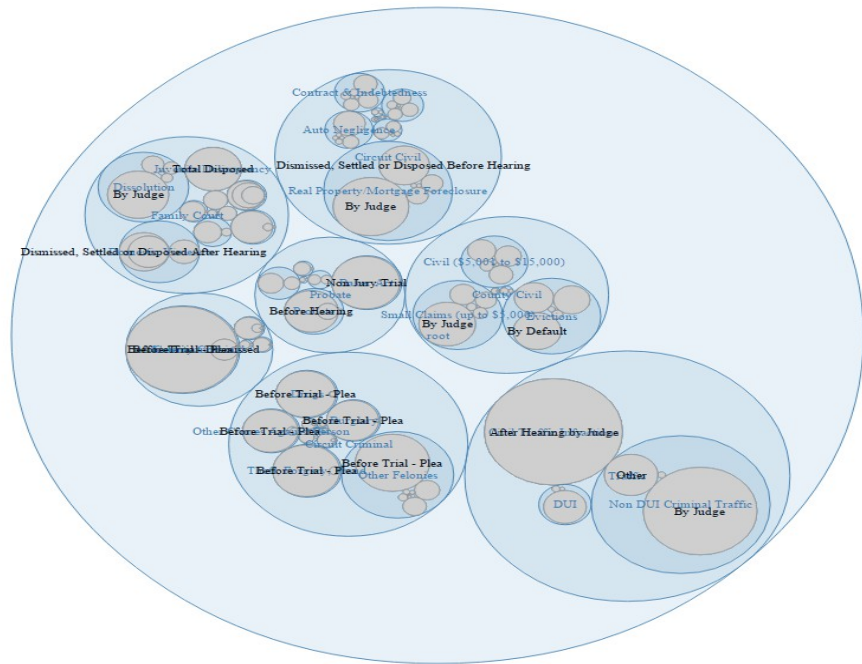 Contract & Indebtedness
Auto Negligence
Circuit Civil
Dismissed, Settled or Disposed Before Hearing
Total Disposed
Dissolution
Real Property/Mortgage Foreclosure
By Judge
By Judge
Family Court
Dismissed, Settled or Disposed After Hearing
Civil ($5,001 to $15,000)
Non Jury Trial
Probate
County Civil
Before Hearing
Small Claims (up to $5,000)
Evictions
By Judge
By Default
root
Before Trial - Plea
Before Trial - Plea
Before Trial - Plea
Before Trial - Plea
After Hearing by Judge
Circuit Criminal
Before Trial - Plea
Before Trial - Plea
Other Felonies
Other
DUI
Non DUI Criminal Traffic
By Judge